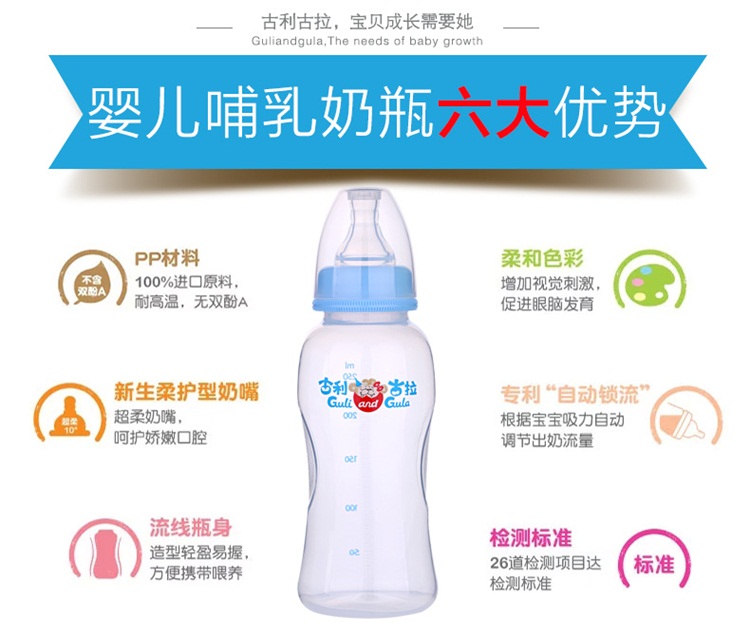 古利古拉，宝贝成长需要她
Guliandgula,The needs of baby growth
婴儿哺乳奶瓶六大优势
不含
双酚A
PP材料
100%进口原料，
耐高温，无双酚A
柔和色彩
增加视觉刺激，
促进眼脑发育
超柔
10°
新生柔护型奶嘴
超柔奶嘴，
呵护娇嫩口腔
ml
250
古利 古拉
Guli and Gula
200
150
100
50
专利“自动锁流”
根据宝宝吸力自动
调节出奶流量
流线瓶身
造型轻盈易握，
方便携带喂养
检测标准
26道检测项目达
检测标准
标准